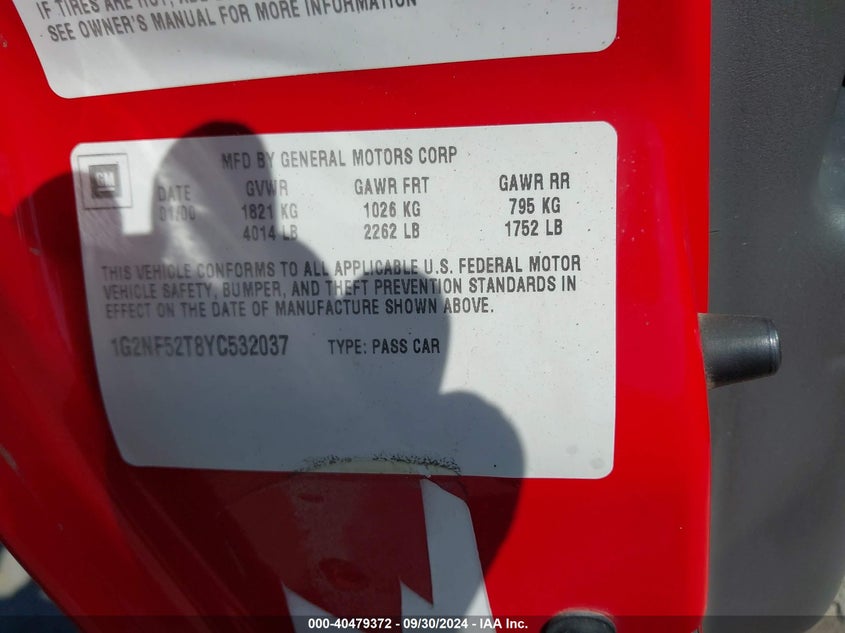 IF TIRES ARE HOT, ADD
SEE OWNER'S MANUAL FOR MORE INFORMATION
GM
MFD BY GENERAL MOTORS CORP
DATE GVWR GAWR FRT GAWR RR
01/00 1821 KG 1026 KG 795 KG
4014 LB 2262 LB 1752 LB
THIS VEHICLE CONFORMS TO ALL APPLICABLE U.S. FEDERAL MOTOR
VEHICLE SAFETY, BUMPER, AND THEFT PREVENTION STANDARDS IN
EFFECT ON THE DATE OF MANUFACTURE SHOWN ABOVE.
1G2NF52T8YC532037 TYPE: PASS CAR
000-40479372 - 09/30/2024 - IAA Inc.